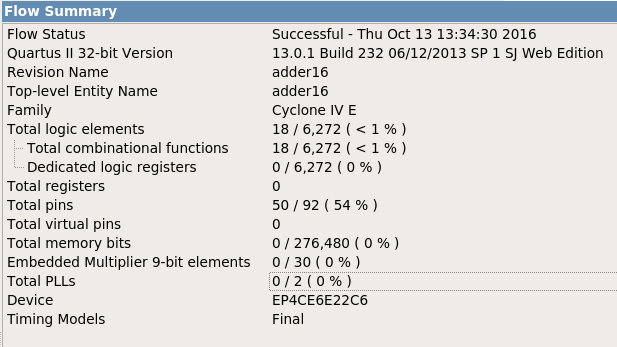 Flow Summary
Flow Status Successful - Thu Oct 13 13:34:30 2016
Quartus II 32-bit Version 13.0.1 Build 232 06/12/2013 SP 1 SJ Web Edition
Revision Name adder16
Top-level Entity Name adder16
Family Cyclone IV E
Total logic elements 18 / 6,272 ( < 1 % )
Total combinational functions 18 / 6,272 ( < 1 % )
Dedicated logic registers 0 / 6,272 ( 0 % )
Total registers 0
Total pins 50 / 92 ( 54 % )
Total virtual pins 0
Total memory bits 0 / 276,480 ( 0 % )
Embedded Multiplier 9-bit elements 0 / 30 ( 0 % )
Total PLLs 0 / 2 ( 0 % )
Device EP4CE6E22C6
Timing Models Final